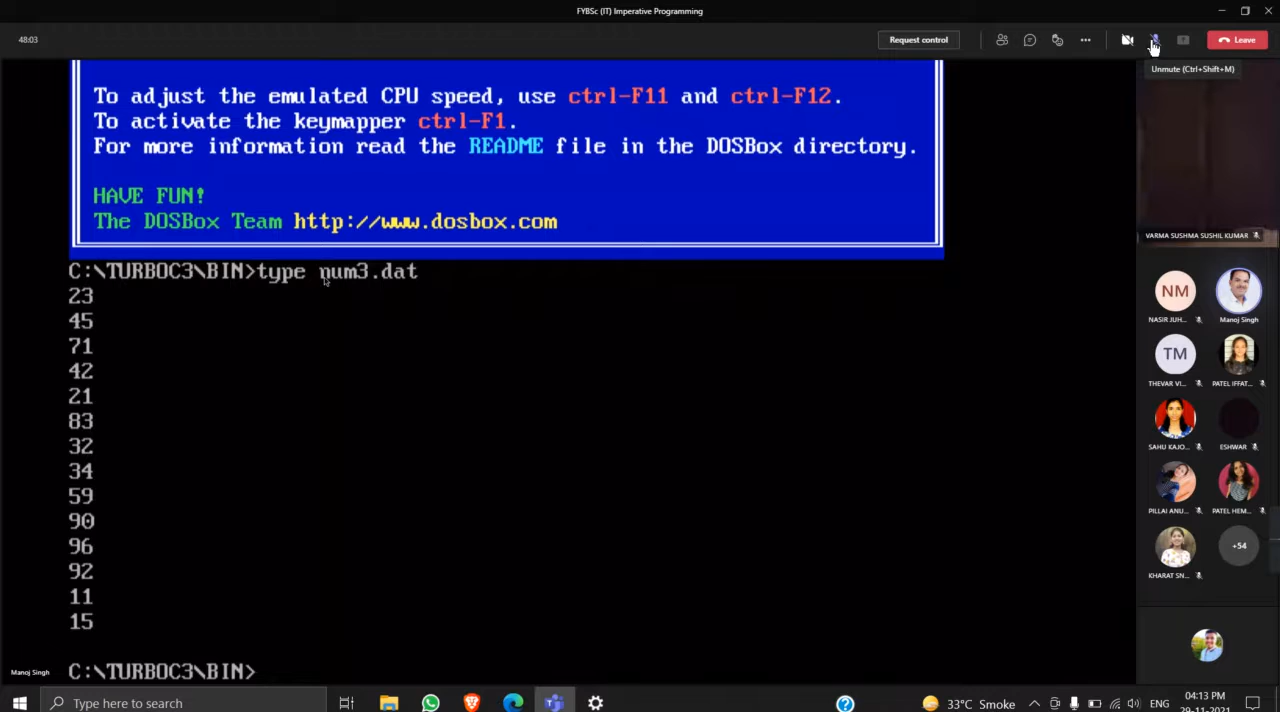 FYBSc (IT) Imperative Programming
48:03
Request control
Leave
Unmute (Ctrl+Shift+M)
To adjust the emulated CPU speed, use ctrl-F11 and ctrl-F12.
To activate the keymapper ctrl-F1.
For more information read the README file in the DOSBox directory.
HAVE FUN!
The DOSBox Team http://www.dosbox.com
C:\TURBOC3\BIN>type num3.dat
23
45
71
42
21
83
32
34
59
90
96
92
11
15
C:\TURBOC3\BIN>
Manoj Singh
VARMA SUSHMA SUSHIL KUMAR
NM
NASIR JUH...
Manoj Singh
TM
THEVAR VI...
PATEL IFFAT...
SAHU KAJO...
ESHWAR
PILLAI ANU...
PATEL HEM...
KHARAT SN...
+54
Type here to search
33°C Smoke
ENG
04:13 PM
29-11-2021